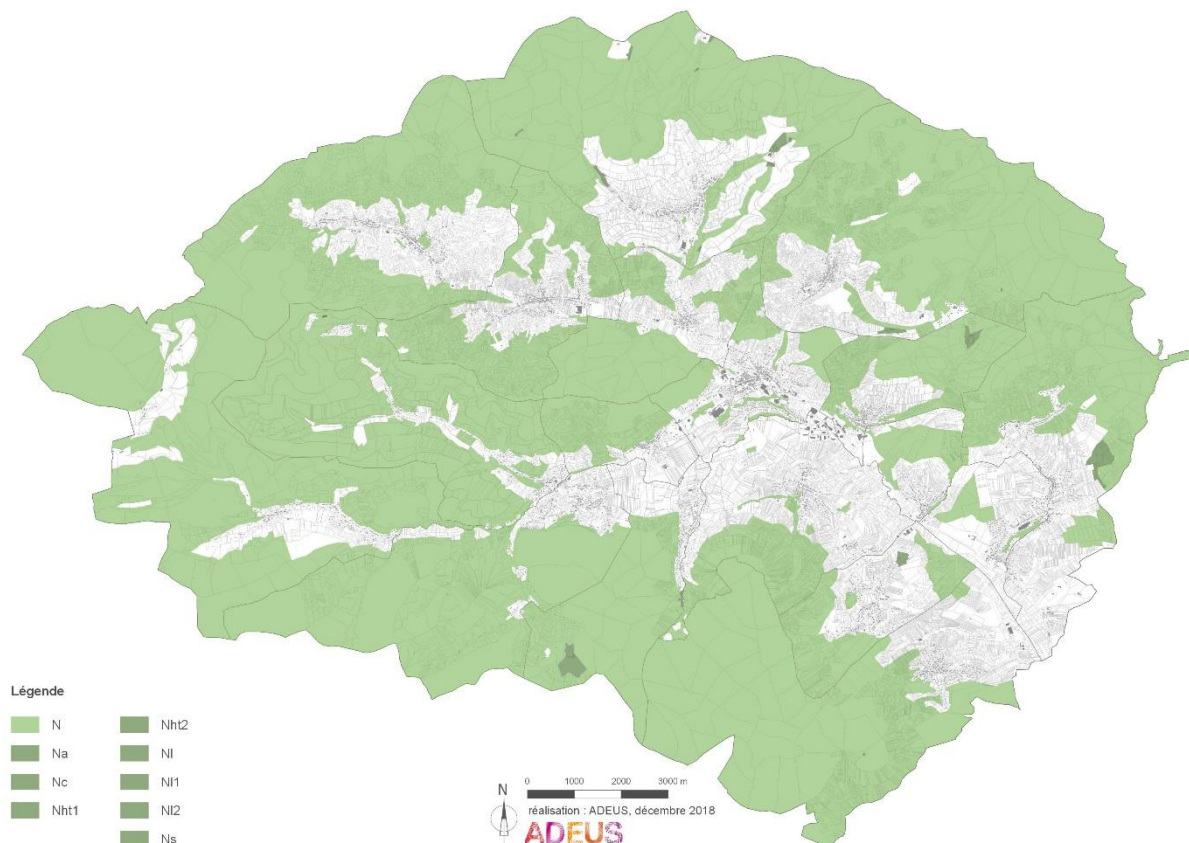 Légende
N
Na
Nc
Nht1
Nht2
Nl
Nl1
Nl2
Ns
N
0 1000 2000 3000 m
réalisation : ADEUS, décembre 2018
ADEUS